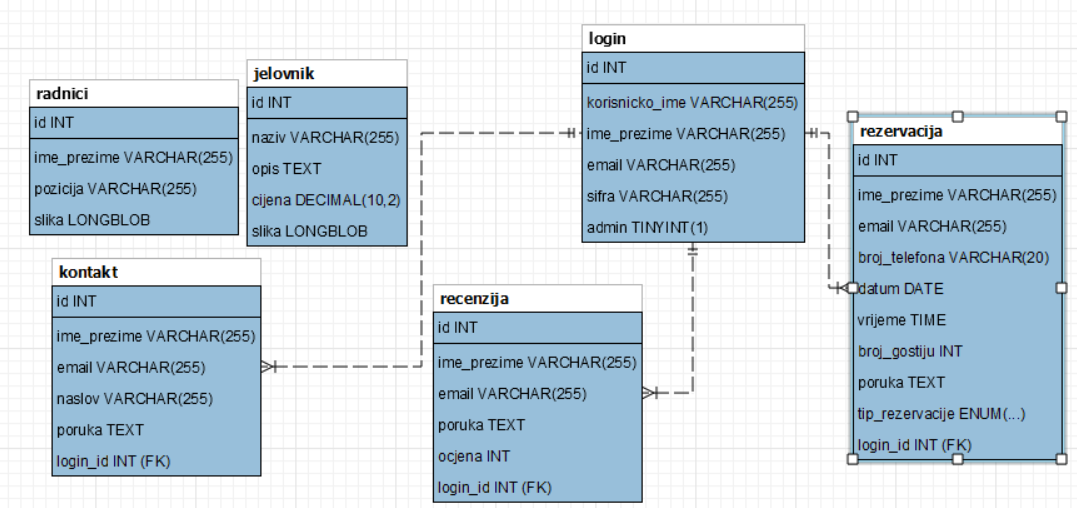 radnici
id INT
ime_prezime VARCHAR(255)
pozicija VARCHAR(255)
slika LONGBLOB
jelovnik
id INT
naziv VARCHAR(255)
opis TEXT
cijena DECIMAL(10,2)
slika LONGBLOB
login
id INT
korisnicko_ime VARCHAR(255)
ime_prezime VARCHAR(255)
email VARCHAR(255)
sifra VARCHAR(255)
admin TINYINT(1)
rezervacija
id INT
ime_prezime VARCHAR(255)
email VARCHAR(255)
broj_telefona VARCHAR(20)
datum DATE
vrijeme TIME
broj_gostiju INT
poruka TEXT
tip_rezervacije ENUM(...)
login_id INT (FK)
kontakt
id INT
ime_prezime VARCHAR(255)
email VARCHAR(255)
naslov VARCHAR(255)
poruka TEXT
login_id INT (FK)
recenzija
id INT
ime_prezime VARCHAR(255)
email VARCHAR(255)
poruka TEXT
ocjena INT
login_id INT (FK)